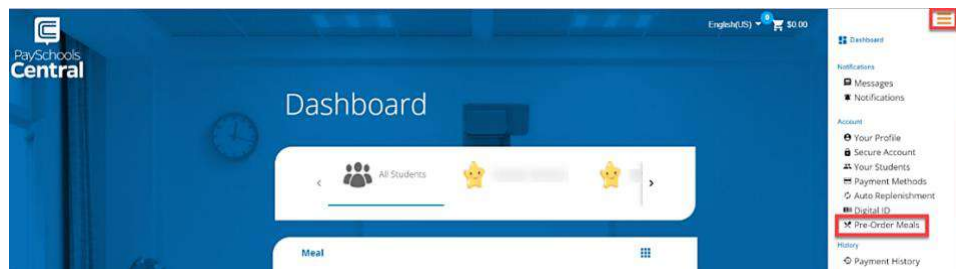 PaySchools
Central
English(US) 0 $0.00
Dashboard
All Students
Meal
Dashboard
Notifications
Messages
Notifications
Account
Your Profile
Secure Account
Your Students
Payment Methods
Auto Replenishment
Digital ID
Pre-Order Meals
History
Payment History